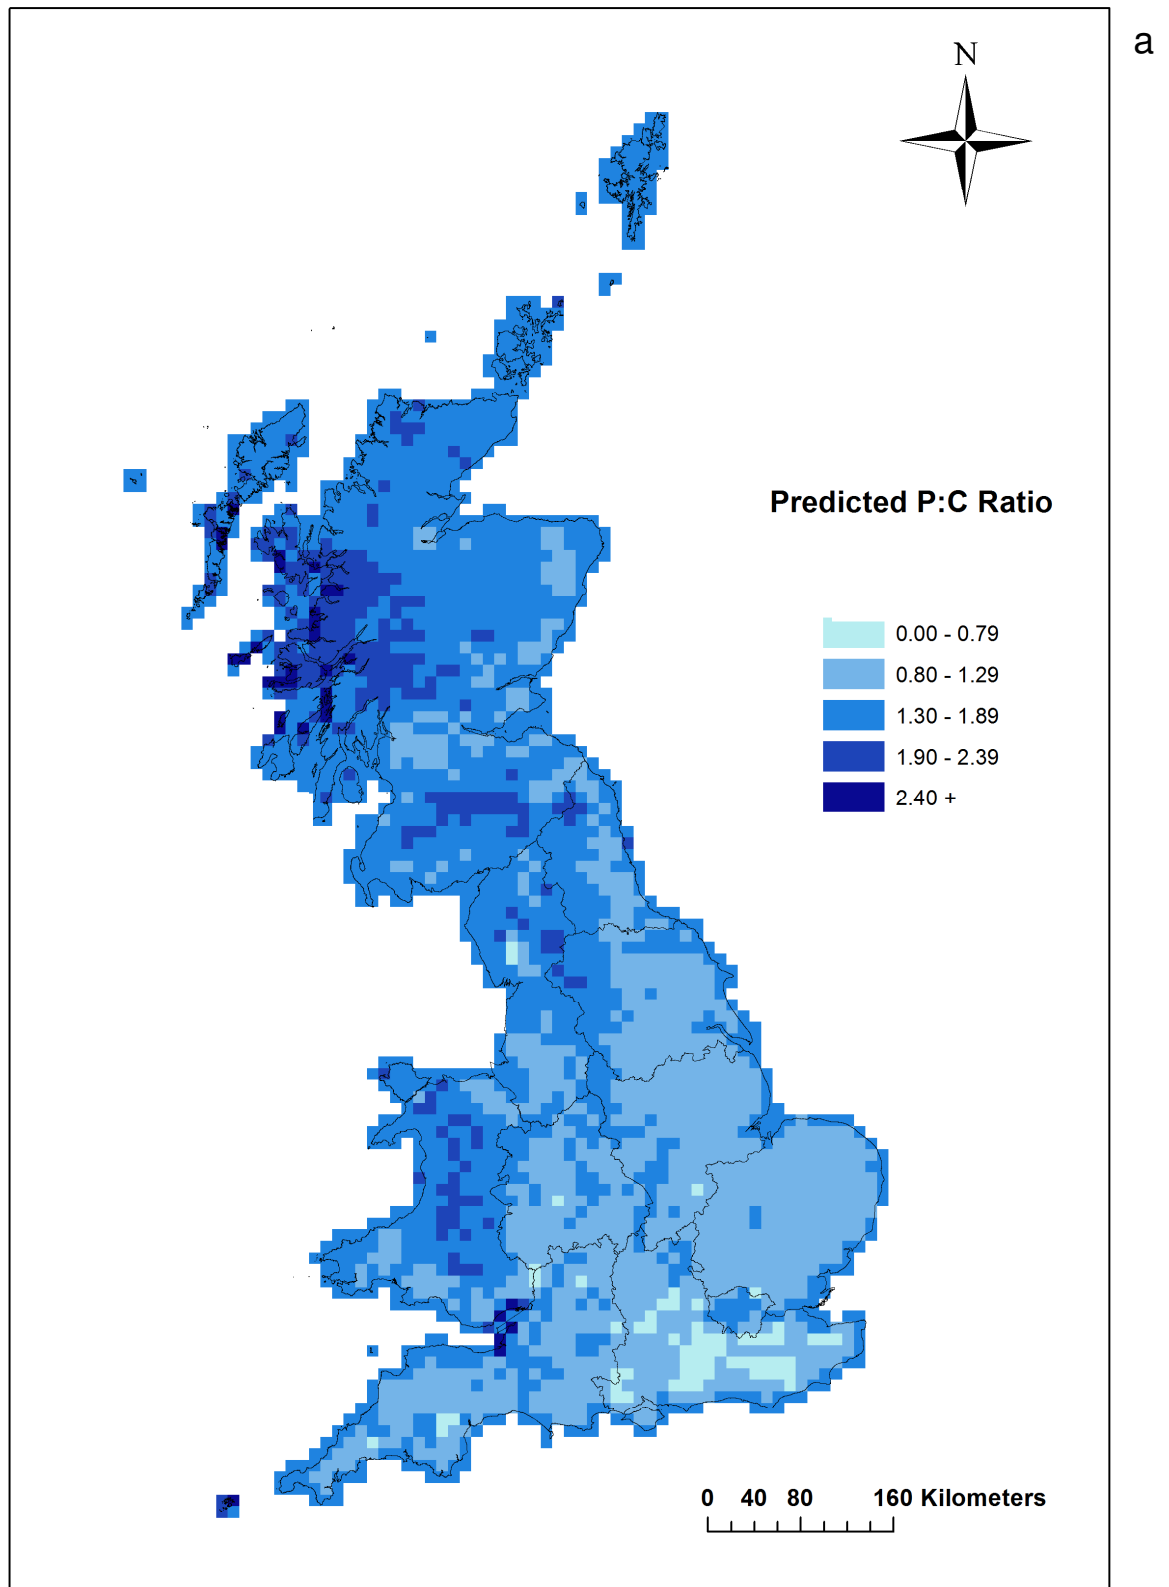 a
N
Predicted P:C Ratio
0.00 - 0.79
0.80 - 1.29
1.30 - 1.89
1.90 - 2.39
2.40 +
0 40 80 160 Kilometers